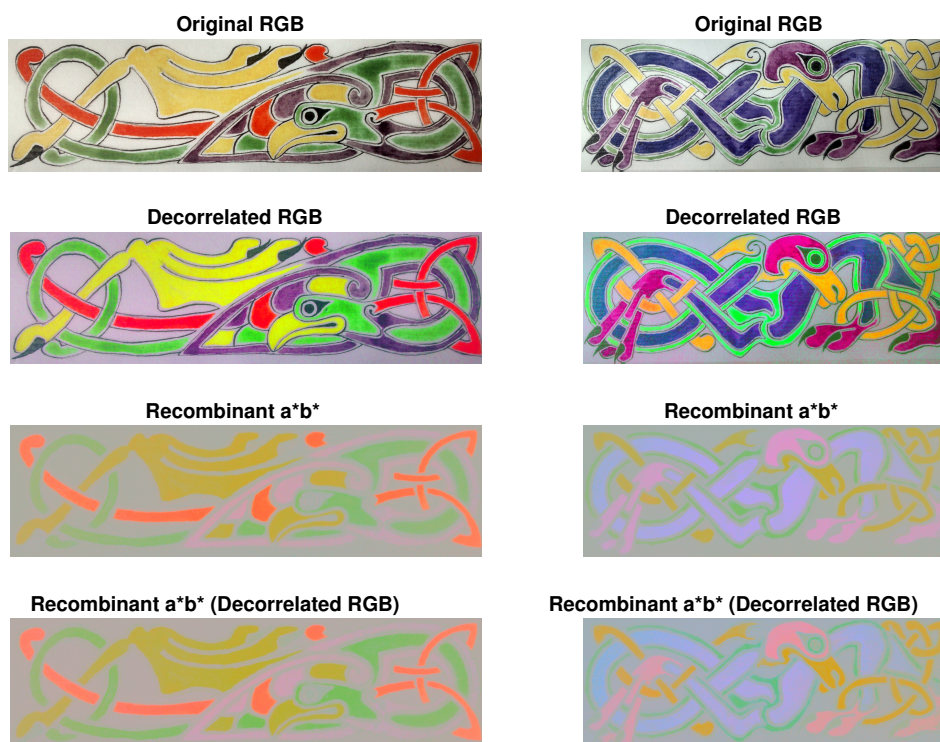 Original RGB
Original RGB
Decorrelated RGB
Decorrelated RGB
Recombinant a*b*
Recombinant a*b*
Recombinant a*b* (Decorrelated RGB)
Recombinant a*b* (Decorrelated RGB)